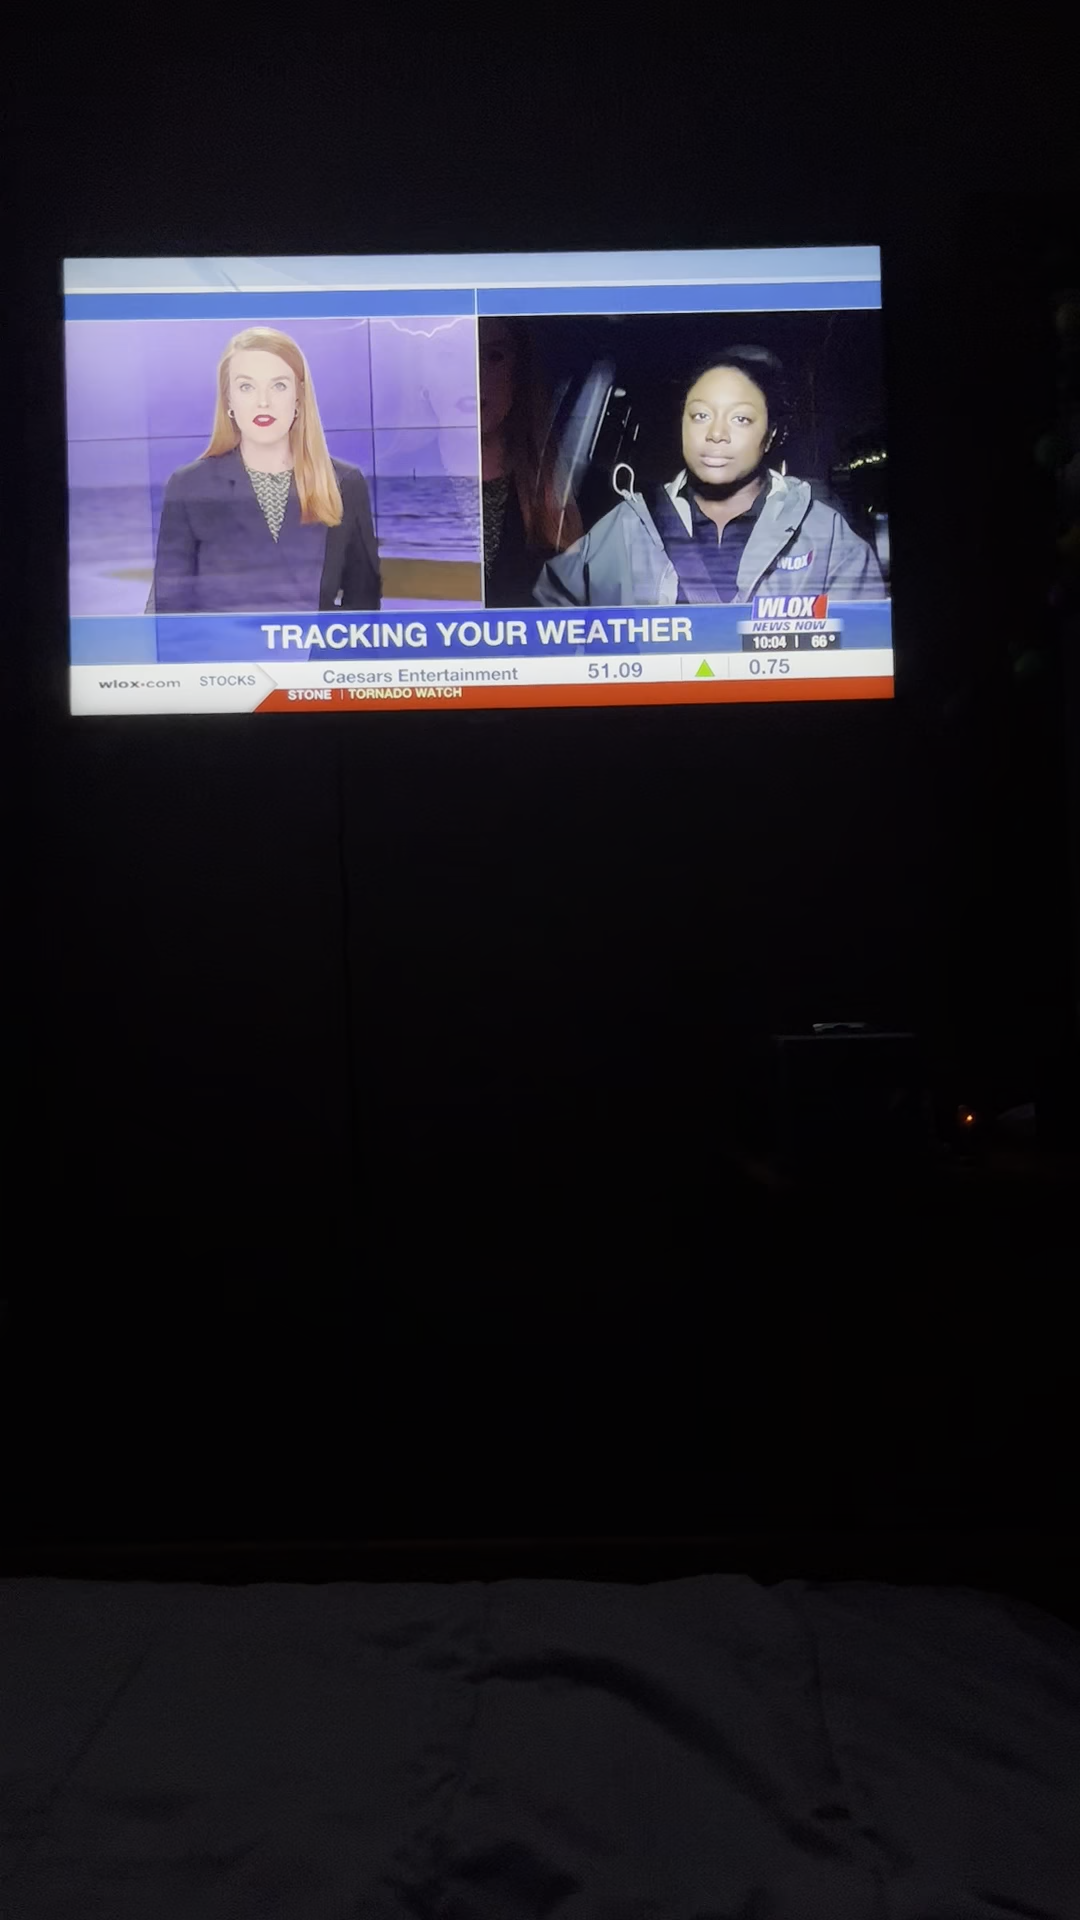 WLOX
TRACKING YOUR WEATHER
WLOX
NEWS NOW
10:04 | 66°
wlox.com STOCKS
Caesars Entertainment 51.09 ▲ 0.75
STONE | TORNADO WATCH